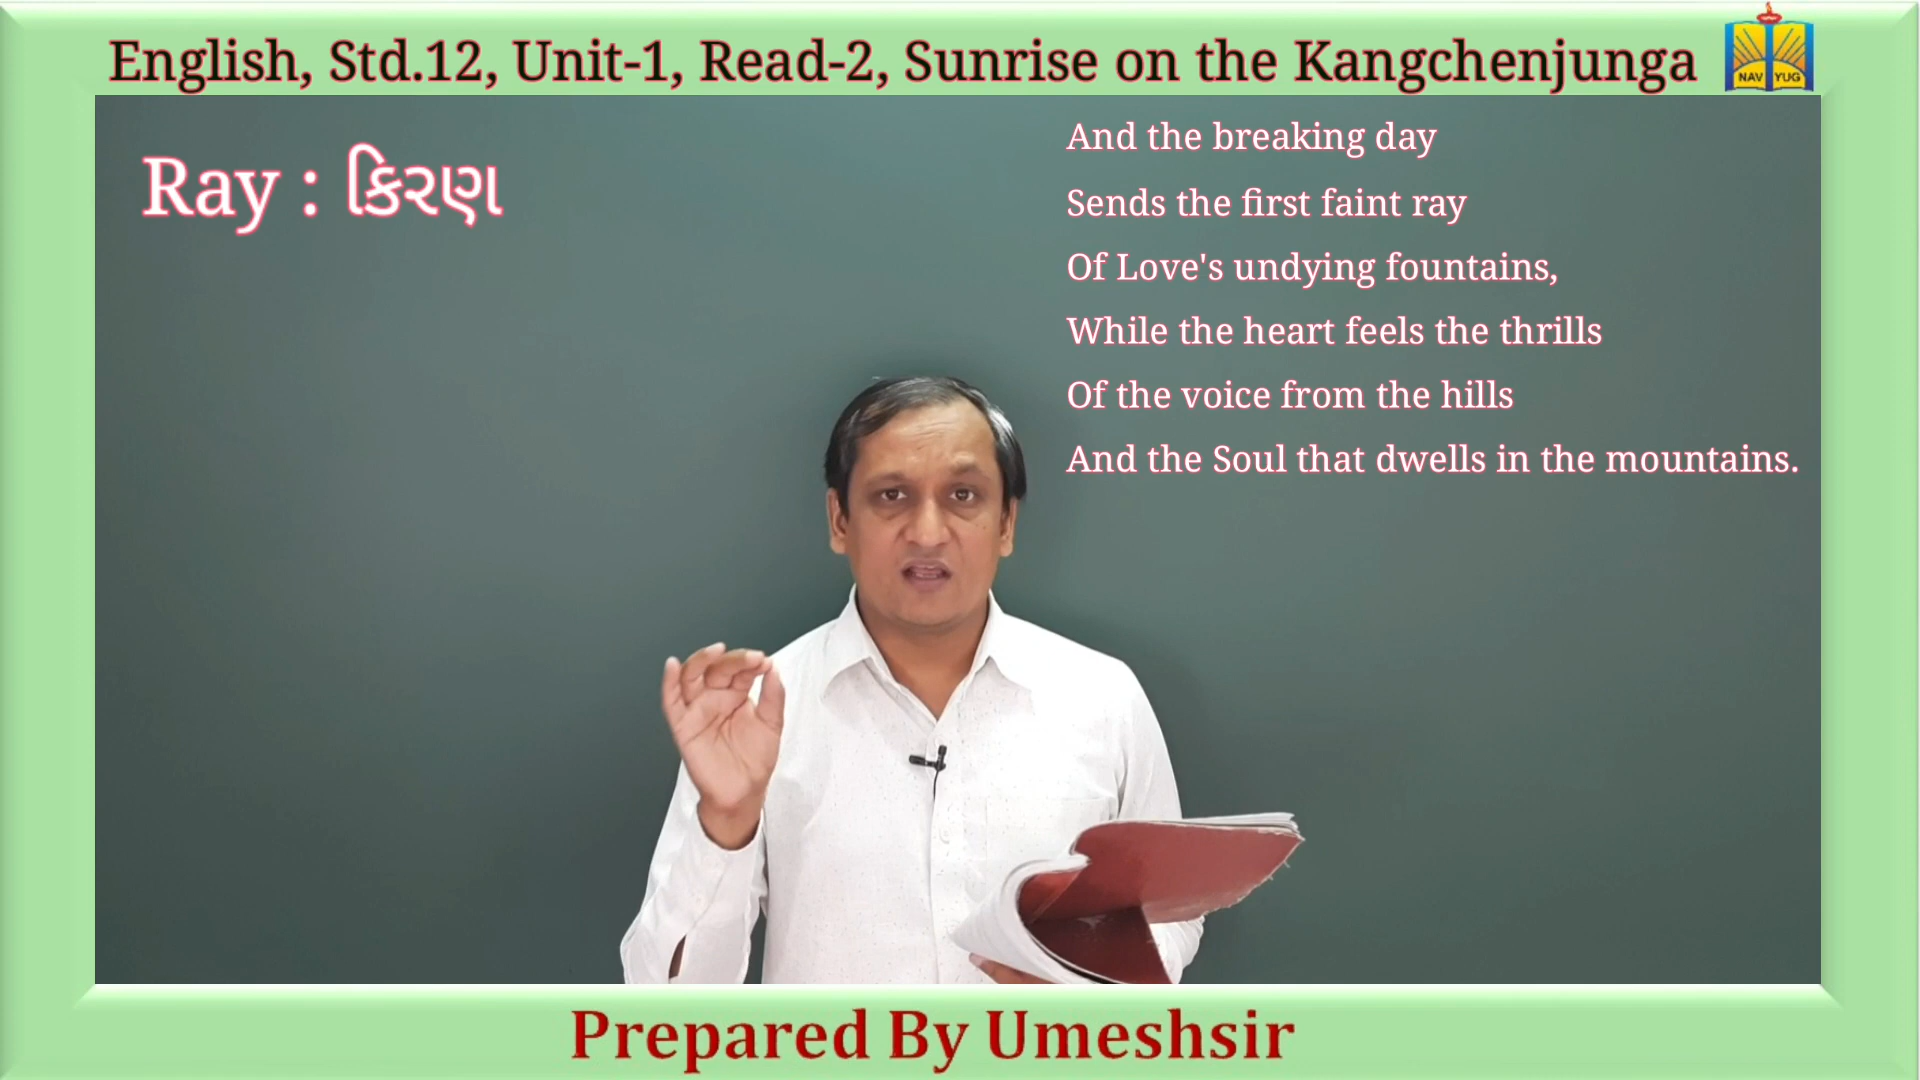 English, Std.12, Unit-1, Read-2, Sunrise on the Kangchenjunga
NAV YUG
Ray : કિરણ
And the breaking day
Sends the first faint ray
Of Love's undying fountains,
While the heart feels the thrills
Of the voice from the hills
And the Soul that dwells in the mountains.
Prepared By Umeshsir